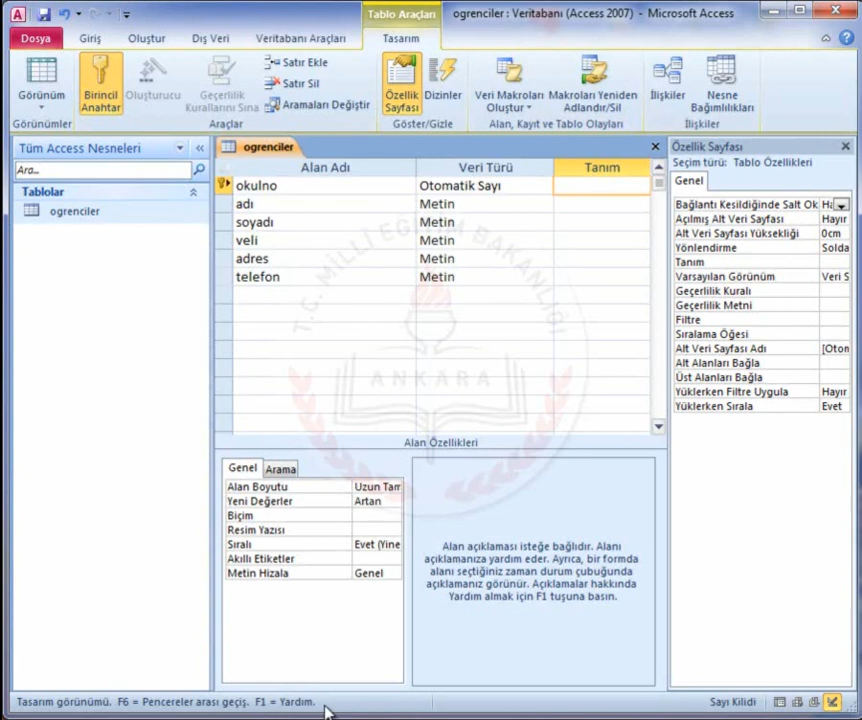 Tablo Araçları
ogrenciler : Veritabanı (Access 2007) - Microsoft Access
Dosya Giriş Oluştur Dış Veri Veritabanı Araçları Tasarım
Görünüm
Birincil Anahtar
Oluşturucu
Geçerlilik Kurallarını Sına
Satır Ekle
Satır Sil
Aramaları Değiştir
Özellik Sayfası
Dizinler
Veri Makroları Oluştur
Makroları Yeniden Adlandır/Sil
İlişkiler
Nesne Bağımlılıkları
Görünümler Araçlar Göster/Gizle Alan, Kayıt ve Tablo Olayları İlişkiler
Tüm Access Nesneleri
Ara...
Tablolar
ogrenciler
ogrenciler
Alan Adı Veri Türü Tanım
okulno Otomatik Sayı
adı Metin
soyadı Metin
veli Metin
adres Metin
telefon Metin
T.C. MİLLİ EĞİTİM BAKANLIĞI
ANKARA
Alan Özellikleri
Genel Arama
Alan Boyutu Uzun Tam
Yeni Değerler Artan
Biçim
Resim Yazısı
Sıralı Evet (Yine
Akıllı Etiketler
Metin Hizala Genel
Alan açıklaması isteğe bağlıdır. Alanı
açıklamanıza yardım eder. Ayrıca, bir formda
alanı seçtiğiniz zaman durum çubuğunda
açıklamanız görünür. Açıklamalar hakkında
Yardım almak için F1 tuşuna basın.
Özellik Sayfası
Seçim türü: Tablo Özellikleri
Genel
Bağlantı Kesildiğinde Salt Ok Ha
Açılmış Alt Veri Sayfası Hayır
Alt Veri Sayfası Yüksekliği 0cm
Yönlendirme Solda
Tanım
Varsayılan Görünüm Veri S
Geçerlilik Kuralı
Geçerlilik Metni
Filtre
Sıralama Öğesi
Alt Veri Sayfası Adı [Oton
Alt Alanları Bağla
Üst Alanları Bağla
Yüklerken Filtre Uygula Hayır
Yüklerken Sırala Evet
Tasarım görünümü. F6 = Pencereler arası geçiş. F1 = Yardım.
Sayı Kilidi